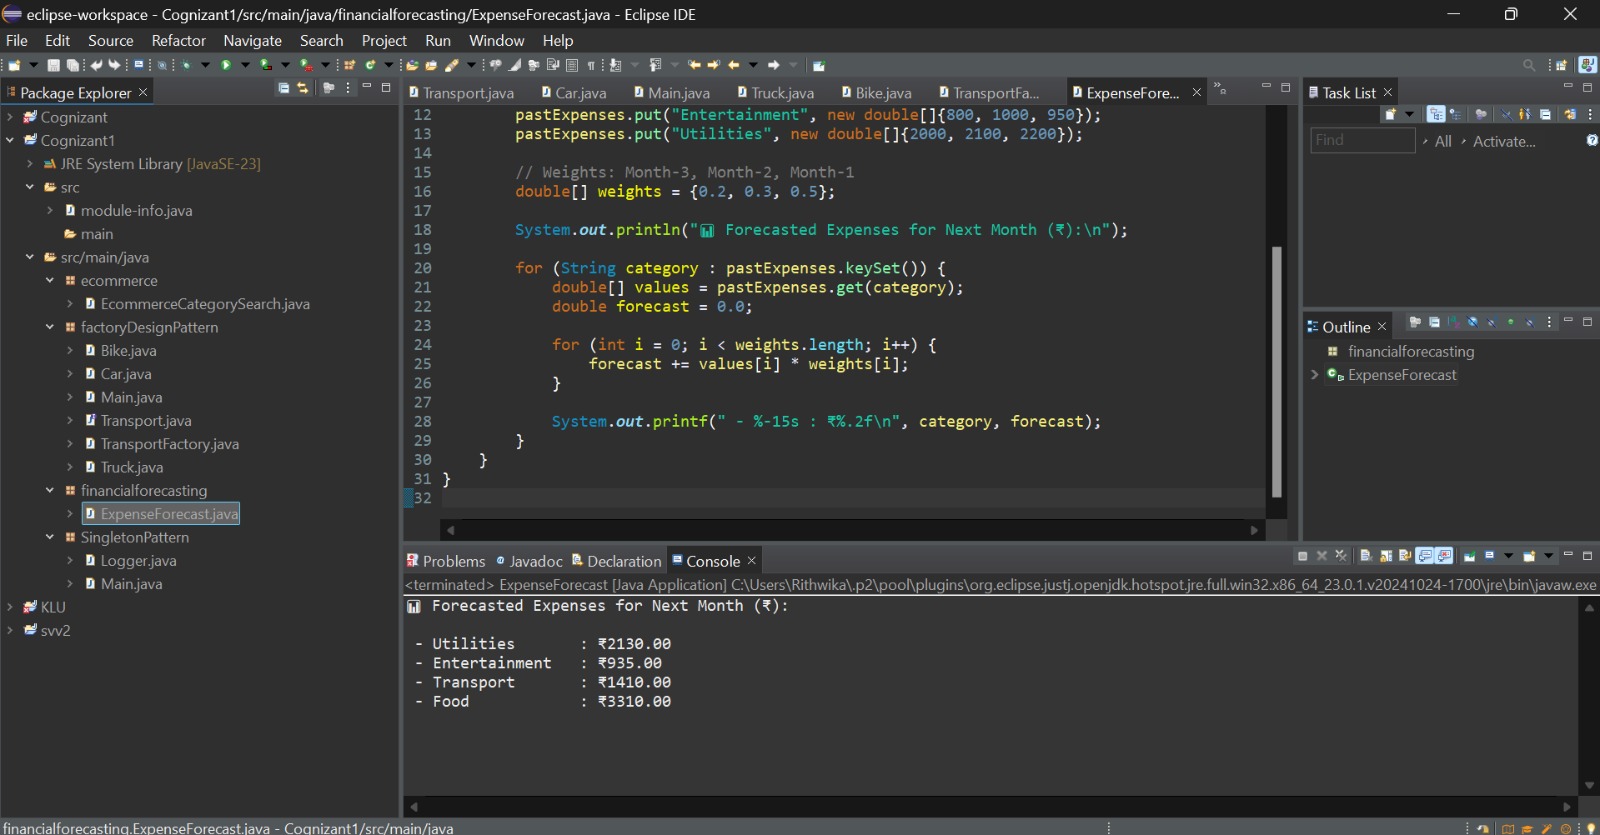 eclipse-workspace - Cognizant1/src/main/java/financialforecasting/ExpenseForecast.java - Eclipse IDE
File Edit Source Refactor Navigate Search Project Run Window Help
Package Explorer
Cognizant
Cognizant1
JRE System Library [JavaSE-23]
src
module-info.java
main
src/main/java
ecommerce
EcommerceCategorySearch.java
factoryDesignPattern
Bike.java
Car.java
Main.java
Transport.java
TransportFactory.java
Truck.java
financialforecasting
ExpenseForecast.java
SingletonPattern
Logger.java
Main.java
KLU
svv2
Transport.java Car.java Main.java Truck.java Bike.java TransportFa... ExpenseFore...
12 pastExpenses.put("Entertainment", new double[]{800, 1000, 950});
13 pastExpenses.put("Utilities", new double[]{2000, 2100, 2200});
14
15 // Weights: Month-3, Month-2, Month-1
16 double[] weights = {0.2, 0.3, 0.5};
17
18 System.out.println("📊 Forecasted Expenses for Next Month (₹):\n");
19
20 for (String category : pastExpenses.keySet()) {
21 double[] values = pastExpenses.get(category);
22 double forecast = 0.0;
23
24 for (int i = 0; i < weights.length; i++) {
25 forecast += values[i] * weights[i];
26 }
27
28 System.out.printf(" - %-15s : ₹%.2f\n", category, forecast);
29 }
30 }
31 }
32
Task List
Find All Activate...
Outline
financialforecasting
ExpenseForecast
Problems Javadoc Declaration Console
<terminated> ExpenseForecast [Java Application] C:\Users\Rithwika\.p2\pool\plugins\org.eclipse.justj.openjdk.hotspot.jre.full.win32.x86_64_23.0.1.v20241024-1700\jre\bin\javaw.exe
📊 Forecasted Expenses for Next Month (₹):
- Utilities : ₹2130.00
- Entertainment : ₹935.00
- Transport : ₹1410.00
- Food : ₹3310.00
financialforecasting.ExpenseForecast.java - Cognizant1/src/main/java